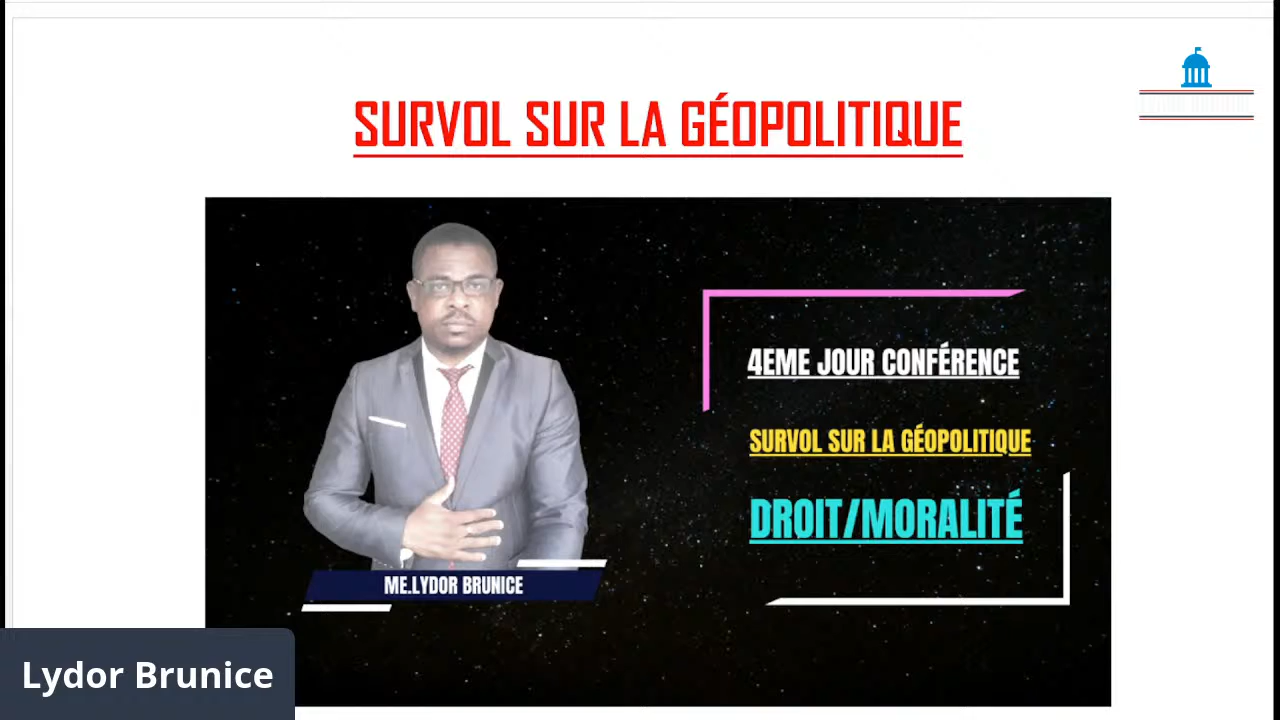 SURVOL SUR LA GÉOPOLITIQUE
4EME JOUR CONFÉRENCE
SURVOL SUR LA GÉOPOLITIQUE
DROIT/MORALITÉ
ME.LYDOR BRUNICE
Lydor Brunice